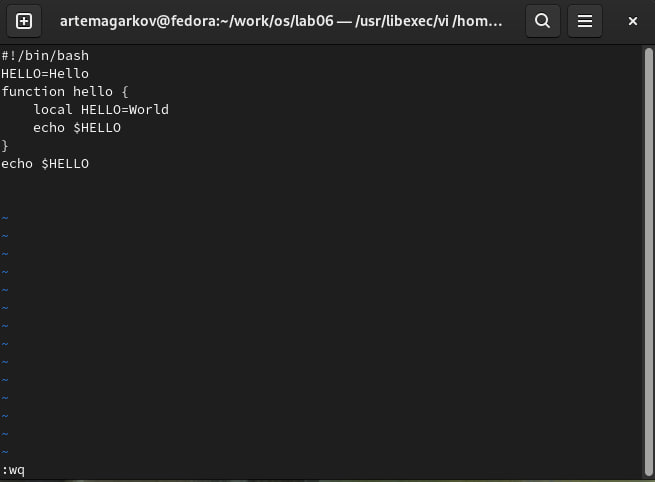 artemagarkov@fedora:~/work/os/lab06 — /usr/libexec/vi /hom…
#!/bin/bash
HELLO=Hello
function hello {
    local HELLO=World
    echo $HELLO
}
echo $HELLO
~
~
~
~
~
~
~
~
~
~
~
~
~
~
:wq